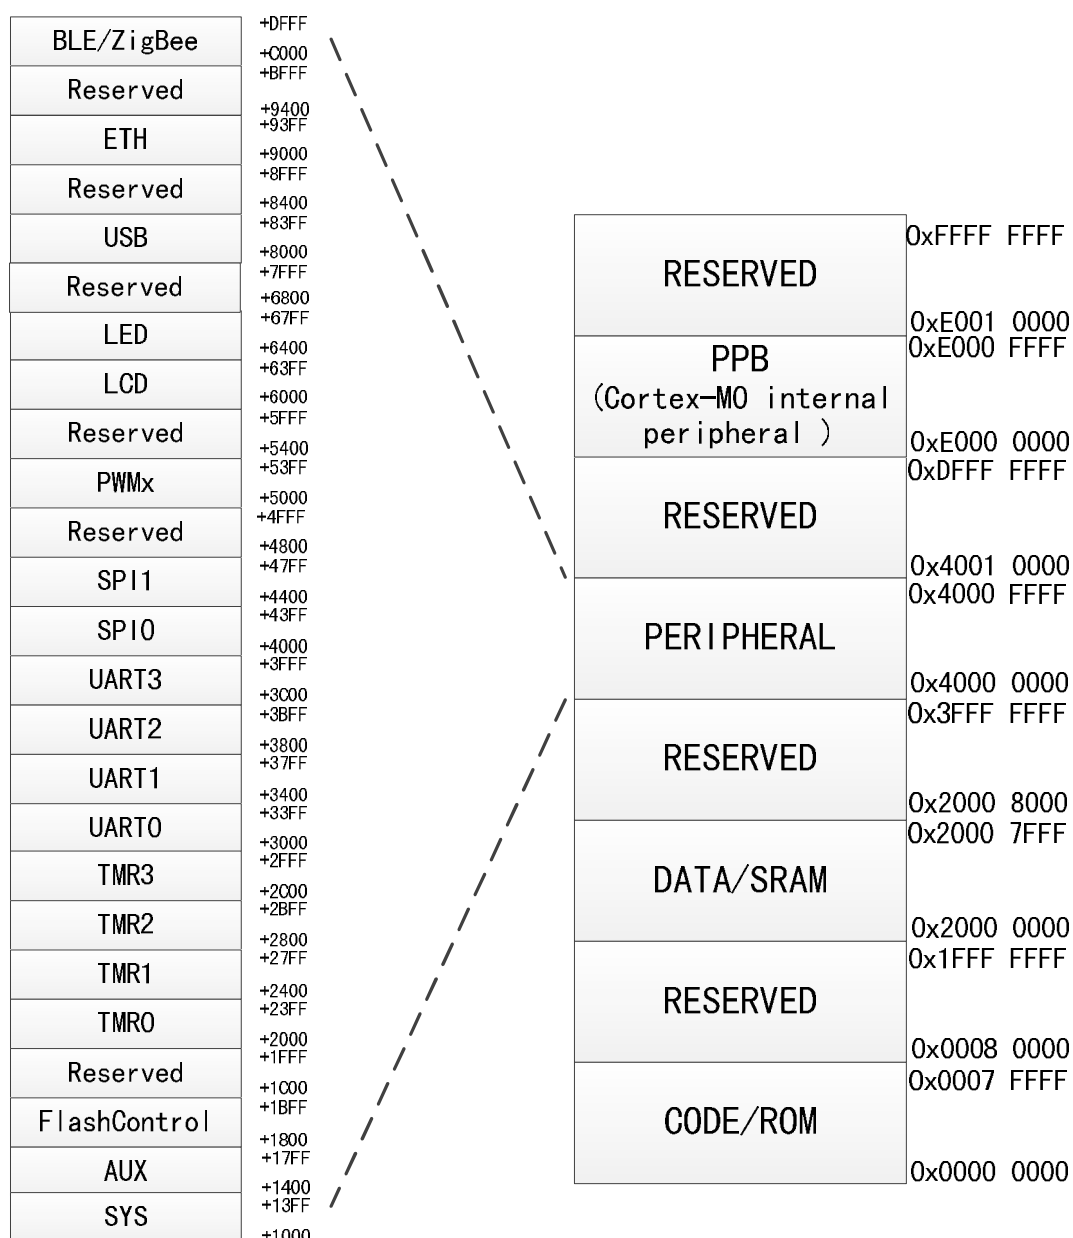 BLE/ZigBee
+DFFF
+C000
Reserved
+BFFF
+9400
ETH
+93FF
+9000
Reserved
+8FFF
+8400
USB
+83FF
+8000
Reserved
+7FFF
+6800
LED
+67FF
+6400
LCD
+63FF
+6000
Reserved
+5FFF
+5400
PWMx
+53FF
+5000
Reserved
+4FFF
+4800
SPI1
+47FF
+4400
SPI0
+43FF
+4000
UART3
+3FFF
+3C00
UART2
+3BFF
+3800
UART1
+37FF
+3400
UART0
+33FF
+3000
TMR3
+2FFF
+2C00
TMR2
+2BFF
+2800
TMR1
+27FF
+2400
TMR0
+23FF
+2000
Reserved
+1FFF
+1C00
FlashControl
+1BFF
+1800
AUX
+17FF
+1400
SYS
+13FF
+1000
RESERVED
0xFFFF FFFF
0xE001 0000
PPB
(Cortex-M0 internal
peripheral )
0xE000 FFFF
0xE000 0000
RESERVED
0xDFFF FFFF
0x4001 0000
PERIPHERAL
0x4000 FFFF
0x4000 0000
RESERVED
0x3FFF FFFF
0x2000 8000
DATA/SRAM
0x2000 7FFF
0x2000 0000
RESERVED
0x1FFF FFFF
0x0008 0000
CODE/ROM
0x0007 FFFF
0x0000 0000